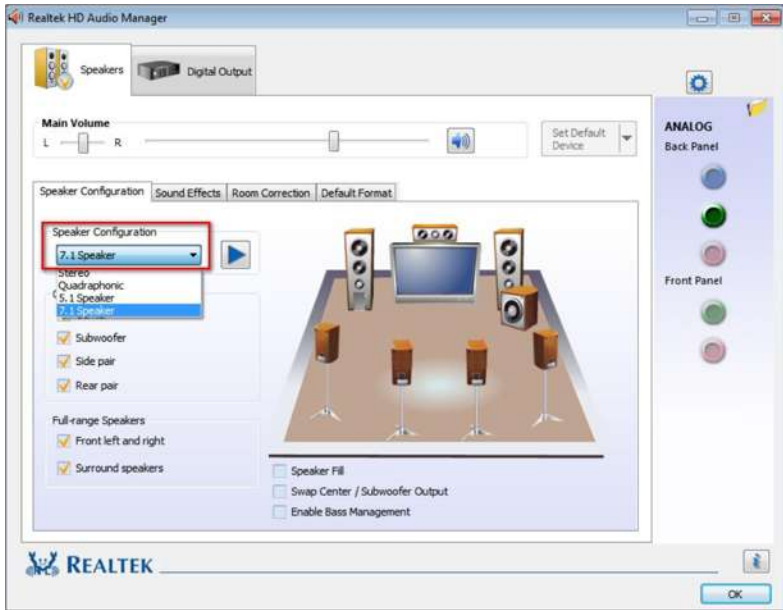 Realtek HD Audio Manager
Speakers
Digital Output
Main Volume
L R
Set Default
Device
ANALOG
Back Panel
Speaker Configuration
Sound Effects
Room Correction
Default Format
Speaker Configuration
7.1 Speaker
Stereo
Quadraphonic
5.1 Speaker
7.1 Speaker
Subwoofer
Side pair
Rear pair
Full-range Speakers
Front left and right
Surround speakers
Speaker Fill
Swap Center / Subwoofer Output
Enable Bass Management
Front Panel
REALTEK
OK